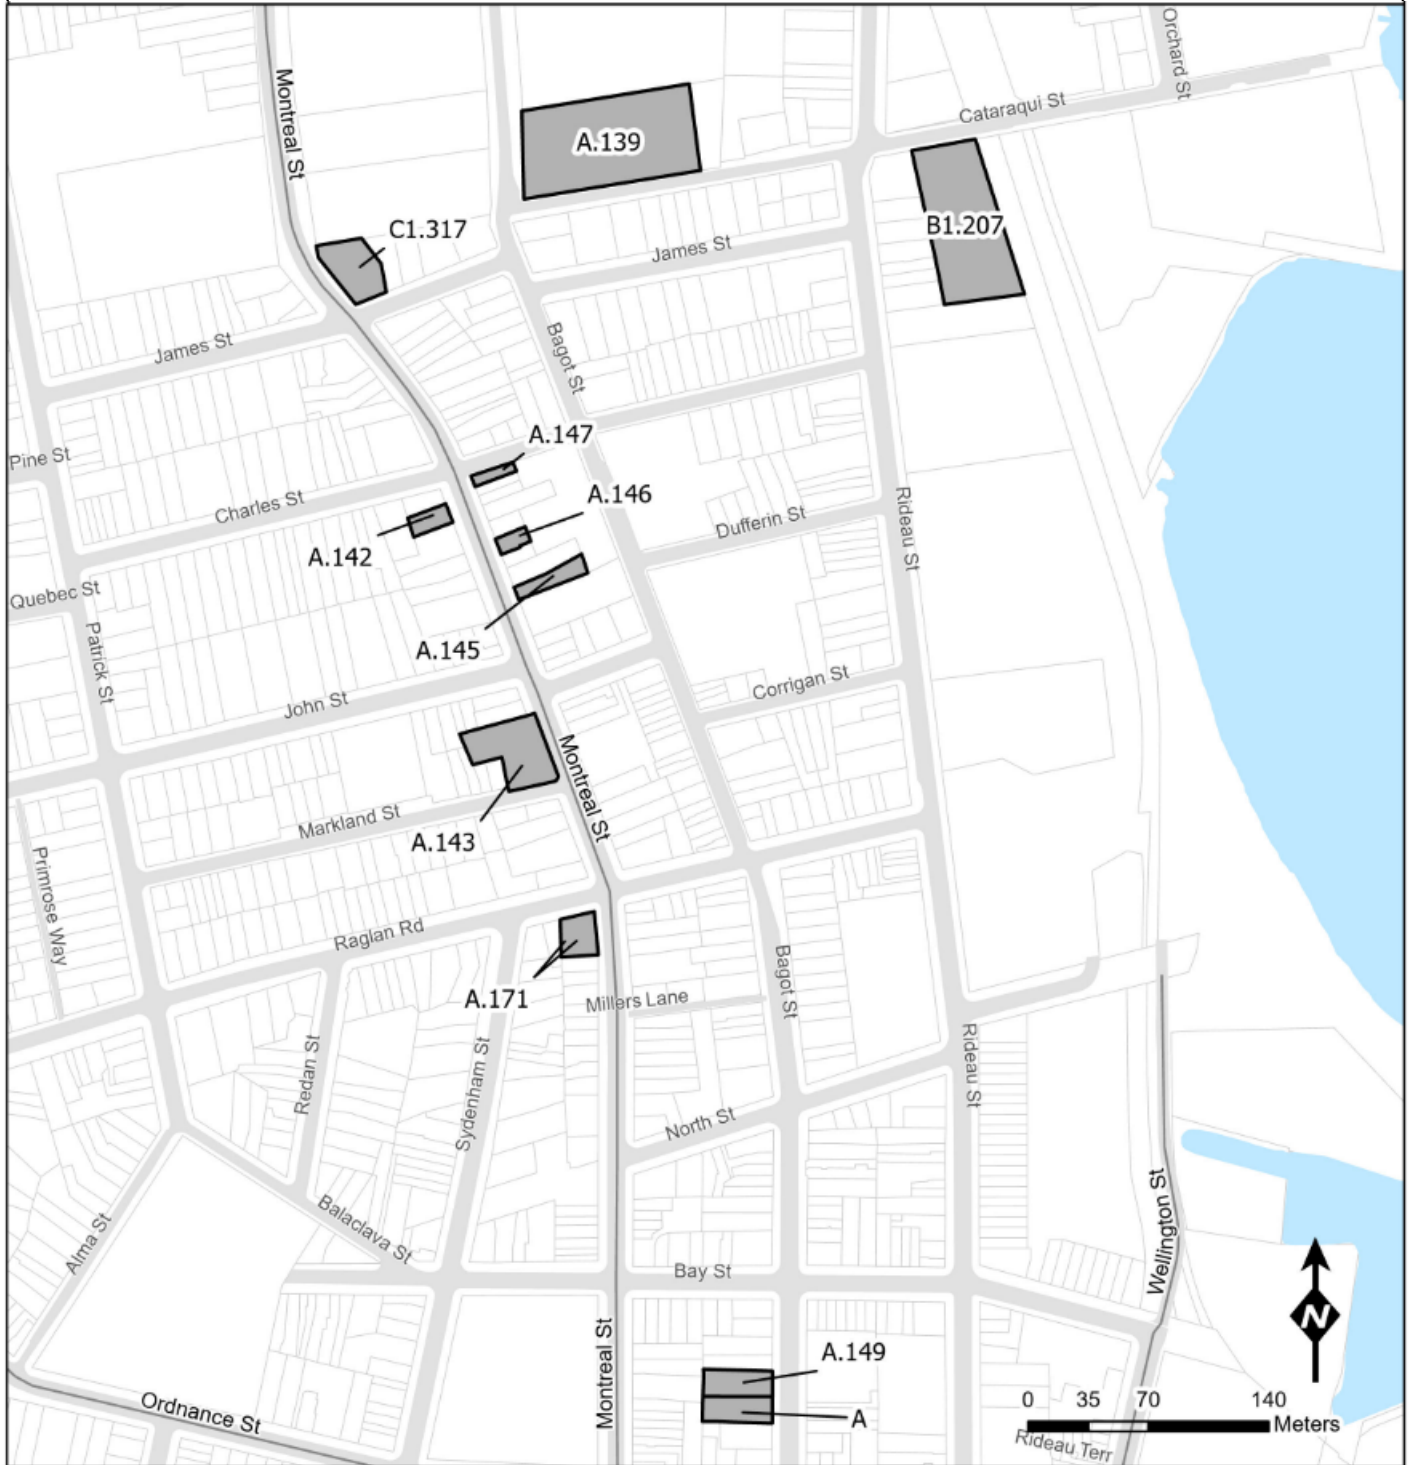 Orchard St
Cataraqui St
Montreal St
A.139
C1.317
B1.207
James St
James St
Bagot St
A.147
Pine St
A.146
Charles St
Rideau St
Dufferin St
A.142
Quebec St
Patrick St
A.145
Corrigan St
John St
Montreal St
Markland St
A.143
Primrose Way
Raglan Rd
Bagot St
A.171
Millers Lane
Redan St
Sydenham St
Rideau St
North St
Alma St
Balaclava St
Wellington St
Bay St
N
Montreal St
A.149
A
Ordnance St
0 35 70 140
Meters
Rideau Terr